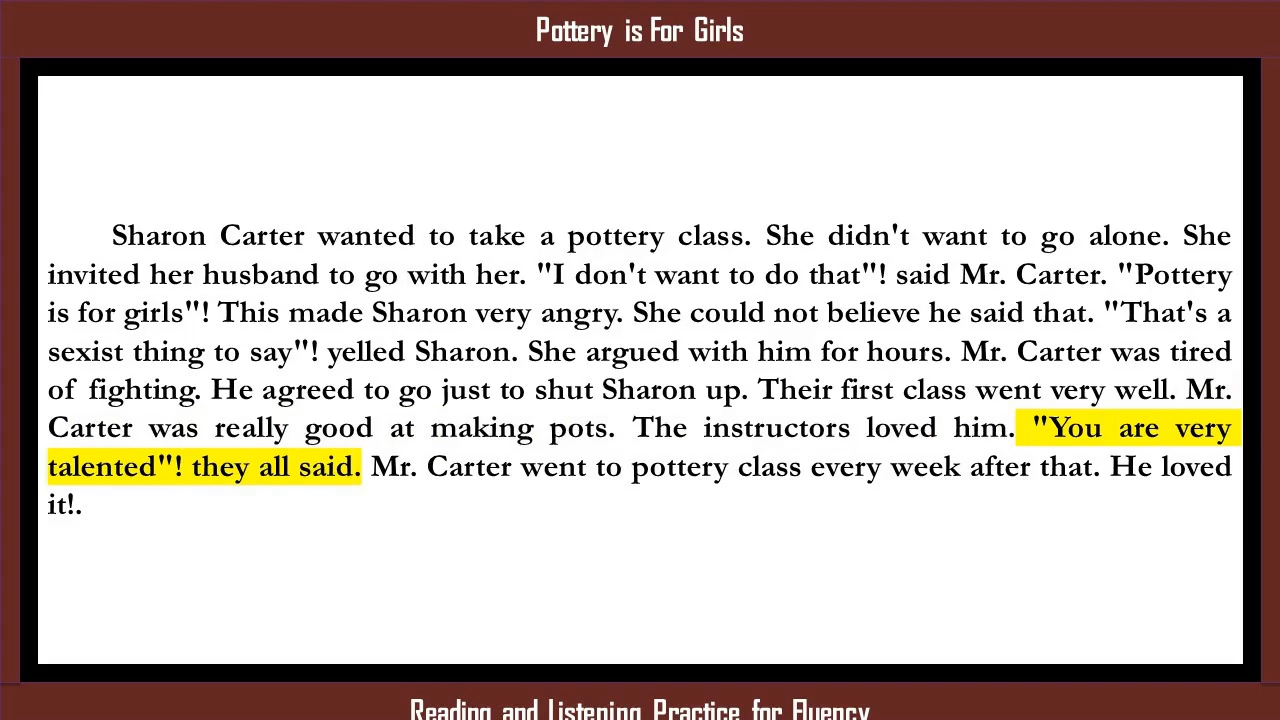 Pottery is For Girls
Sharon Carter wanted to take a pottery class. She didn't want to go alone. She
invited her husband to go with her. "I don't want to do that"! said Mr. Carter. "Pottery
is for girls"! This made Sharon very angry. She could not believe he said that. "That's a
sexist thing to say"! yelled Sharon. She argued with him for hours. Mr. Carter was tired
of fighting. He agreed to go just to shut Sharon up. Their first class went very well. Mr.
Carter was really good at making pots. The instructors loved him. "You are very
talented"! they all said. Mr. Carter went to pottery class every week after that. He loved
it!.
Reading and Listening Practice for Fluency